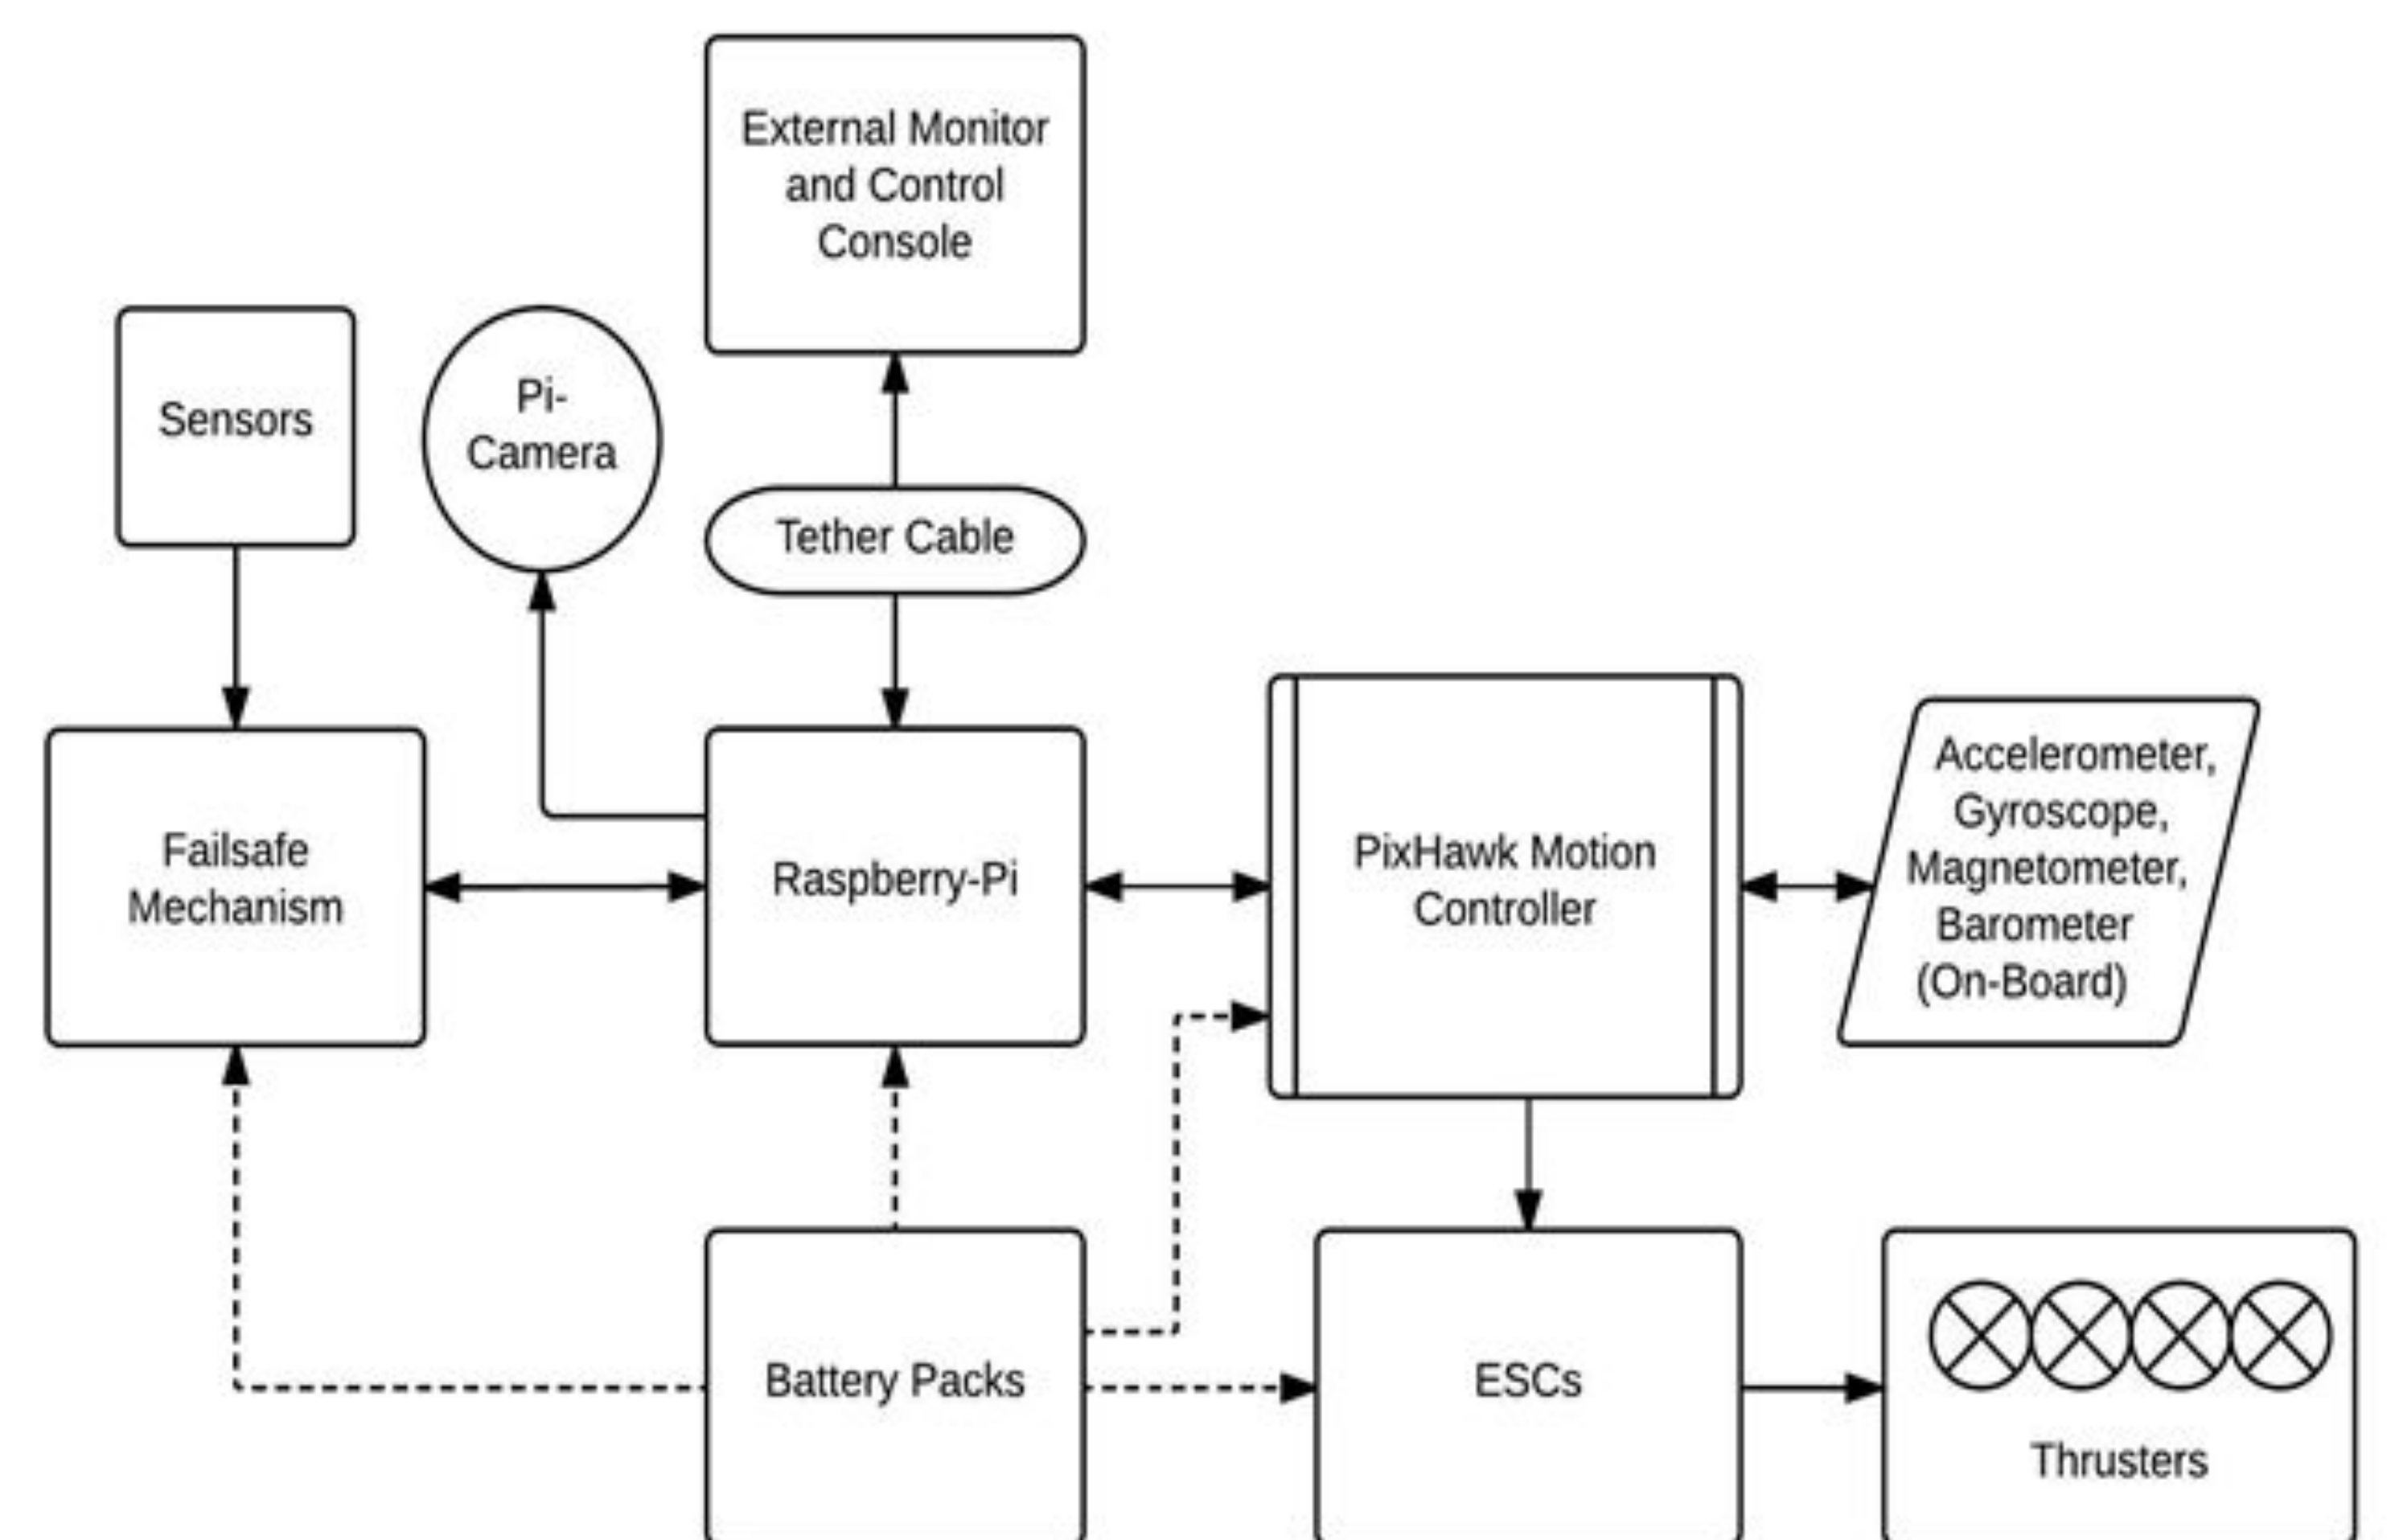 External Monitor
and Control
Console
Sensors
Pi-
Camera
Tether Cable
Failsafe
Mechanism
Raspberry-Pi
PixHawk Motion
Controller
Accelerometer,
Gyroscope,
Magnetometer,
Barometer
(On-Board)
Battery Packs
ESCs
Thrusters